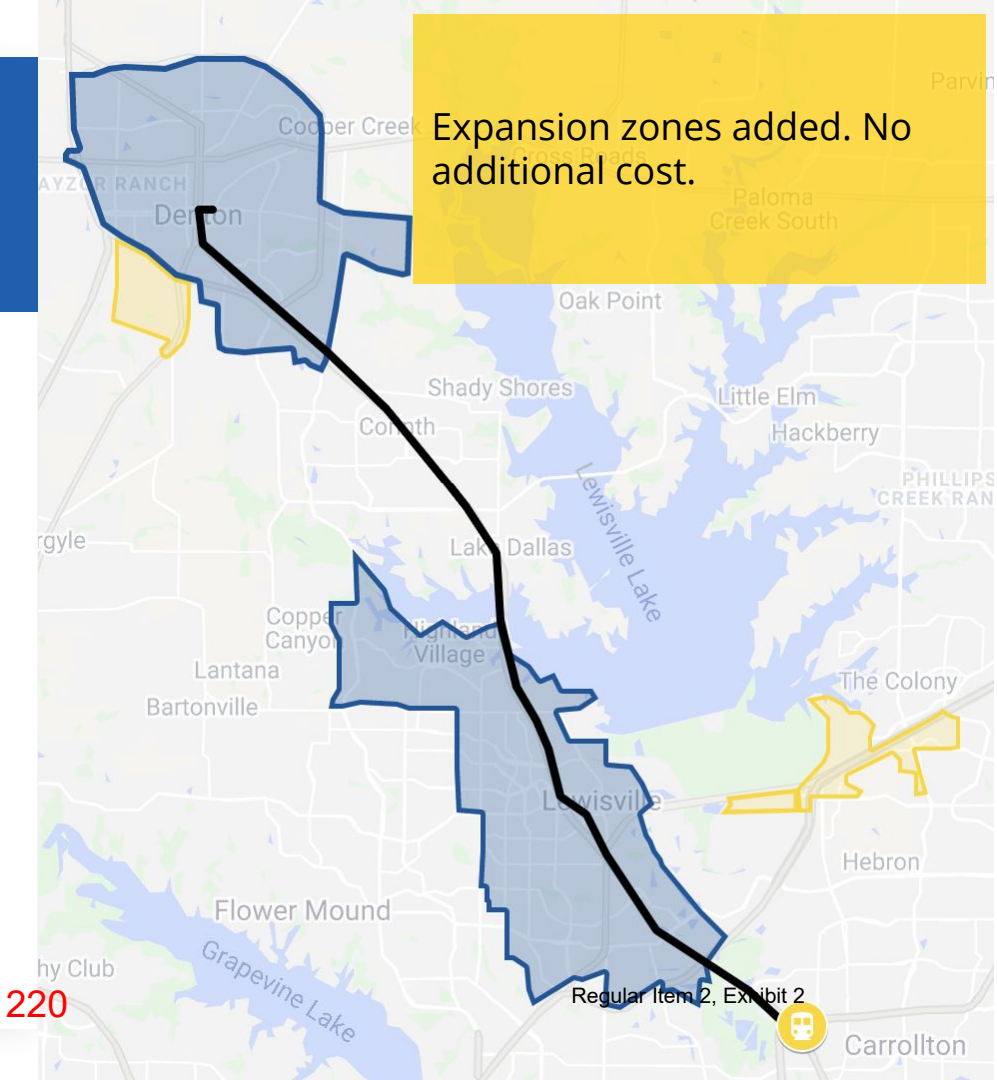 Parvin
Cooper Creek
Expansion zones added. No
additional cost.
Cross Roads
AYZOR RANCH
Paloma
Creek South
Denton
Oak Point
Shady Shores
Little Elm
Corinth
Hackberry
PHILLIPS
CREEK RAN
Lewisville Lake
rgyle
Lake Dallas
Copper
Canyon
Highland
Village
Lantana
Bartonville
The Colony
Lewisville
Hebron
Flower Mound
Grapevine Lake
hy Club
220
Regular Item 2, Exhibit 2
Carrollton